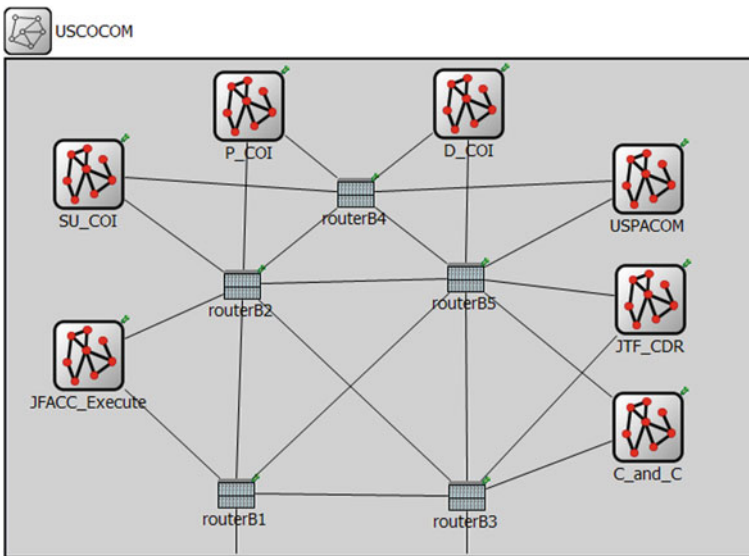 USCOCOM
P_COI
D_COI
SU_COI
routerB4
USPACOM
routerB2
routerB5
JTF_CDR
JFACC_Execute
C_and_C
routerB1
routerB3